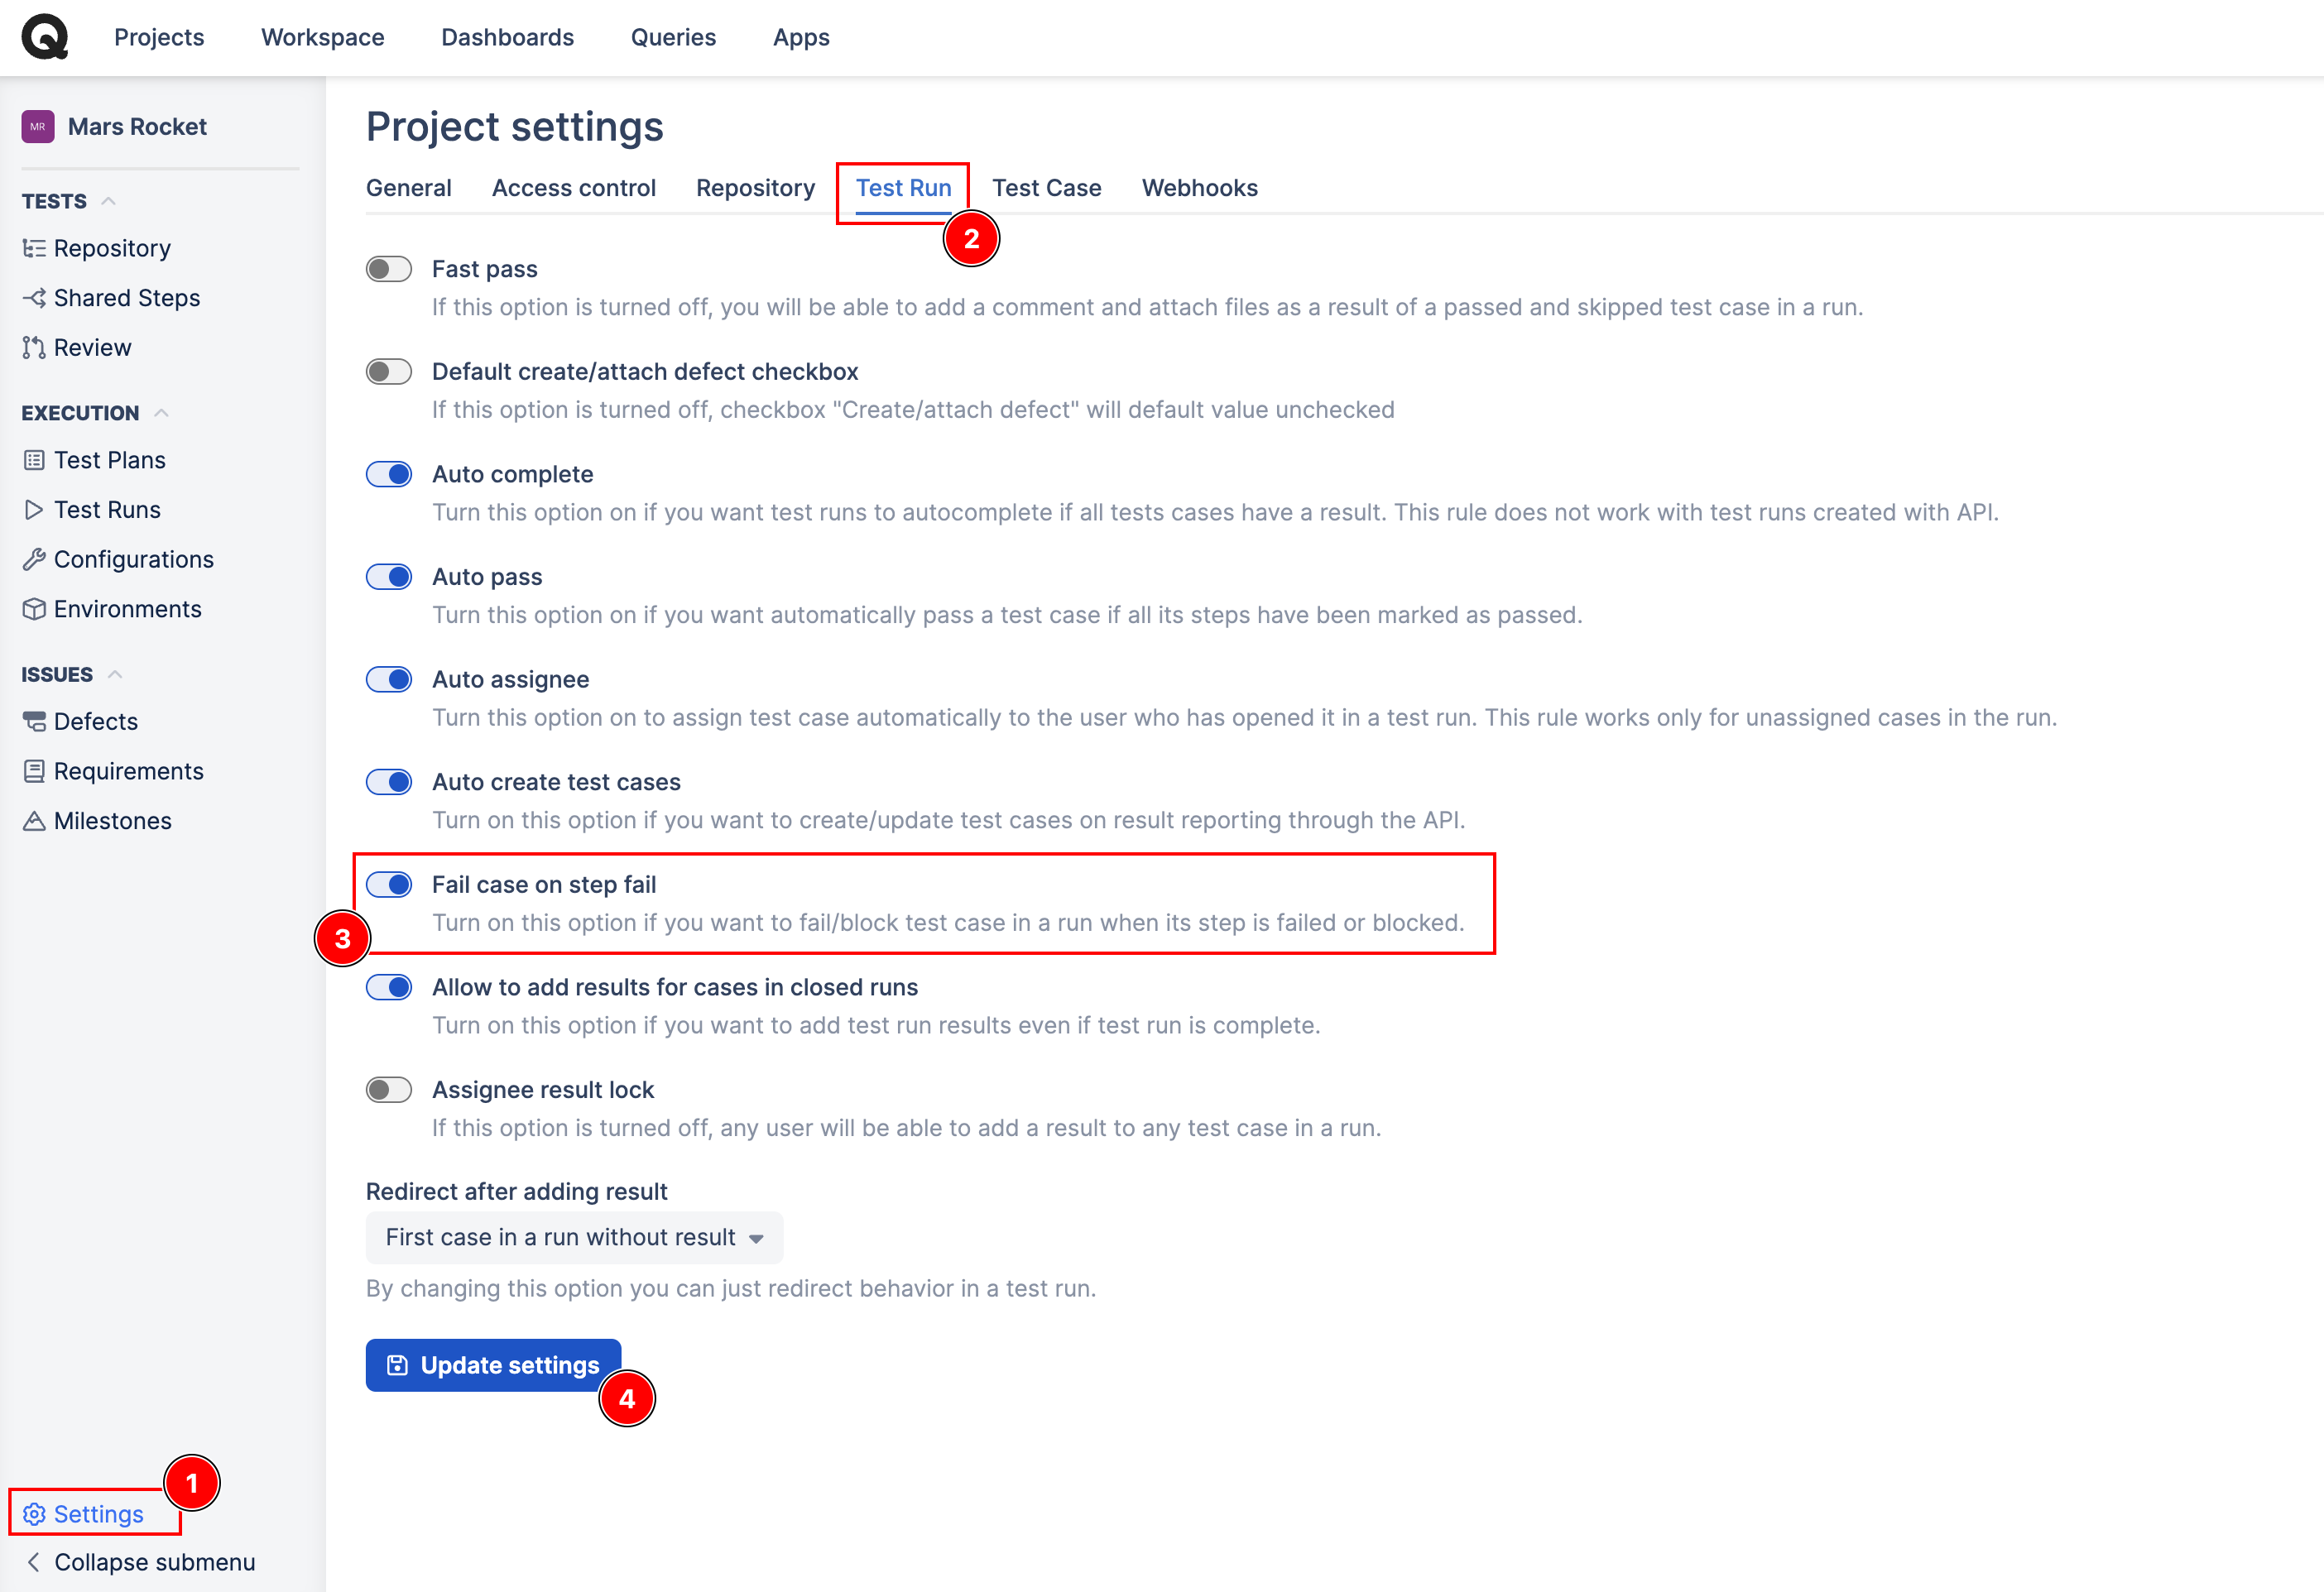 Projects Workspace Dashboards Queries Apps
MR Mars Rocket
TESTS
Repository
Shared Steps
Review
EXECUTION
Test Plans
Test Runs
Configurations
Environments
ISSUES
Defects
Requirements
Milestones
1
Settings
Collapse submenu
Project settings
General Access control Repository Test Run Test Case Webhooks
2
Fast pass
If this option is turned off, you will be able to add a comment and attach files as a result of a passed and skipped test case in a run.
Default create/attach defect checkbox
If this option is turned off, checkbox "Create/attach defect" will default value unchecked
Auto complete
Turn this option on if you want test runs to autocomplete if all tests cases have a result. This rule does not work with test runs created with API.
Auto pass
Turn this option on if you want automatically pass a test case if all its steps have been marked as passed.
Auto assignee
Turn this option on to assign test case automatically to the user who has opened it in a test run. This rule works only for unassigned cases in the run.
Auto create test cases
Turn on this option if you want to create/update test cases on result reporting through the API.
Fail case on step fail
Turn on this option if you want to fail/block test case in a run when its step is failed or blocked.
3
Allow to add results for cases in closed runs
Turn on this option if you want to add test run results even if test run is complete.
Assignee result lock
If this option is turned off, any user will be able to add a result to any test case in a run.
Redirect after adding result
First case in a run without result
By changing this option you can just redirect behavior in a test run.
Update settings
4